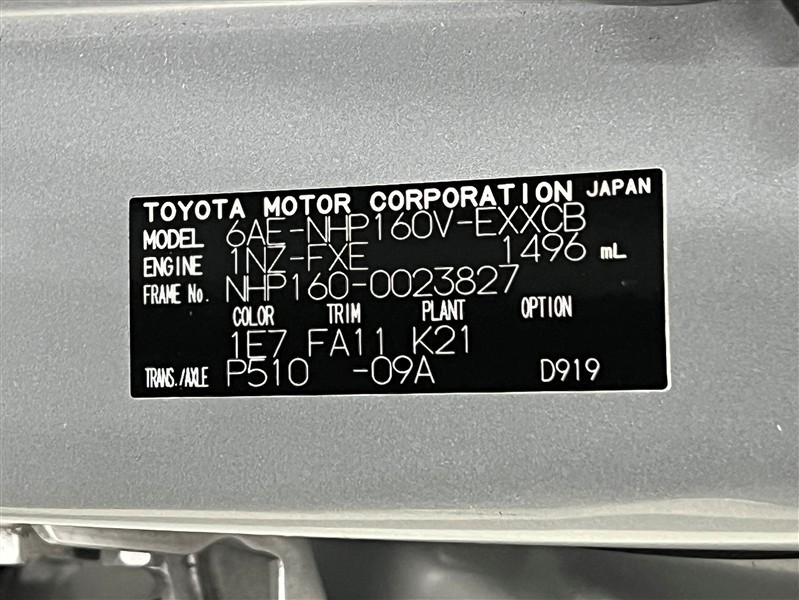 TOYOTA MOTOR CORPORATION JAPAN
MODEL 6AE-NHP160V-EXXCB
ENGINE 1NZ-FXE 1496 mL
FRAME No. NHP160-0023827
COLOR TRIM PLANT OPTION
1E7 FA11 K21
TRANS./AXLE P510 -09A D919